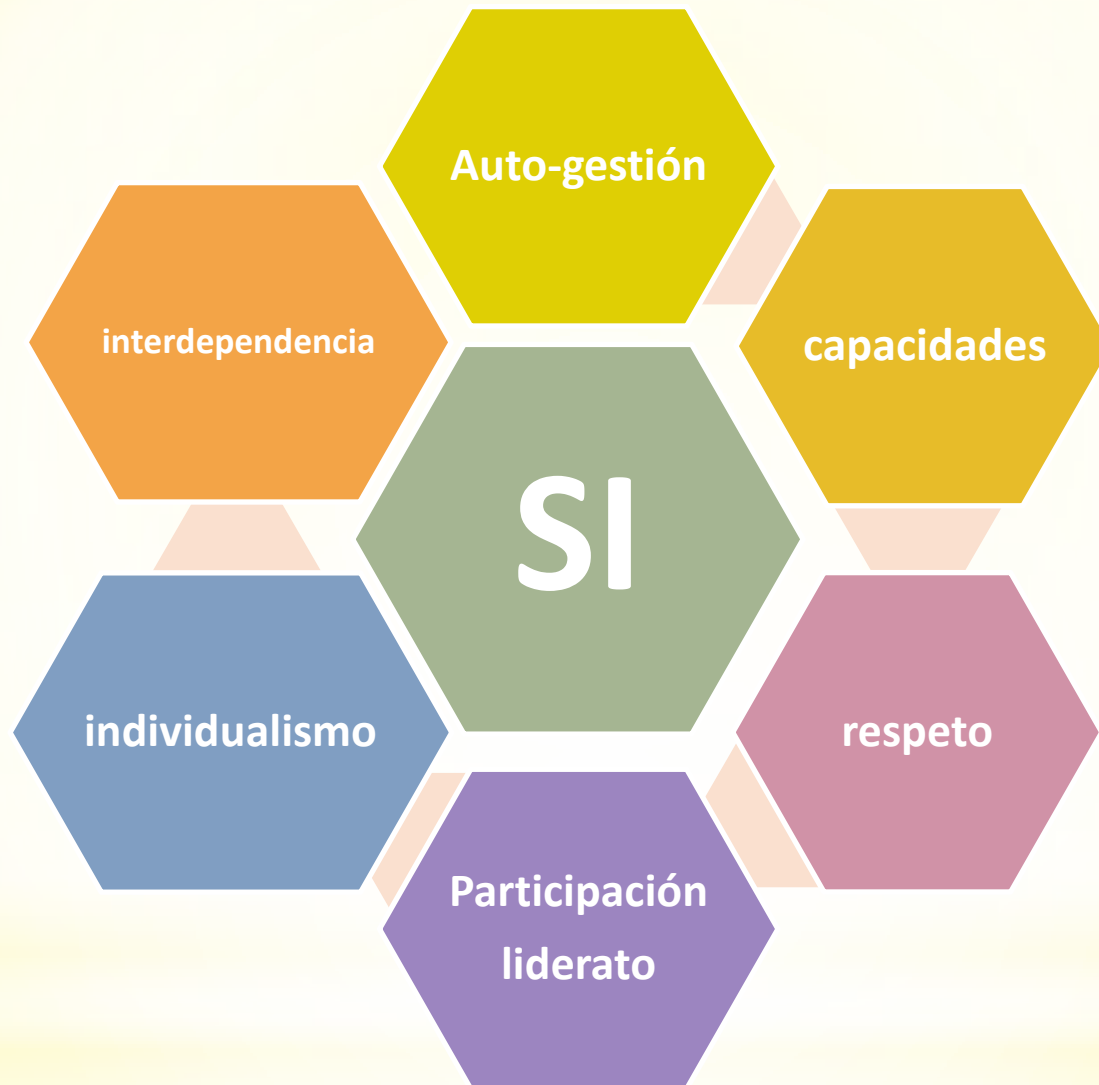 Auto-gestión
interdependencia
capacidades
SI
individualismo
respeto
Participación
liderato